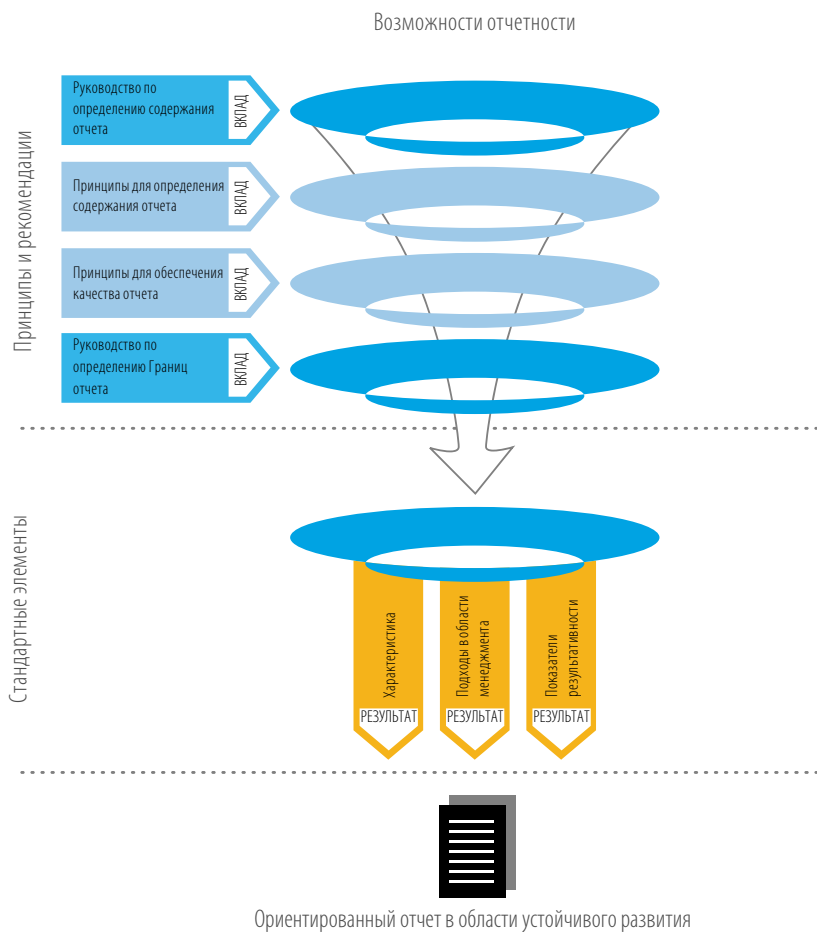 Возможности отчетности
Принципы и рекомендации
Руководство по
определению содержания
отчета
ВКЛАД
Принципы для определения
содержания отчета
ВКЛАД
Принципы для обеспечения
качества отчета
ВКЛАД
Руководство по
определению Границ
отчета
ВКЛАД
Стандартные элементы
Характеристика
РЕЗУЛЬТАТ
Подходы в области
менеджмента
РЕЗУЛЬТАТ
Показатели
результативности
РЕЗУЛЬТАТ
Ориентированный отчет в области устойчивого развития